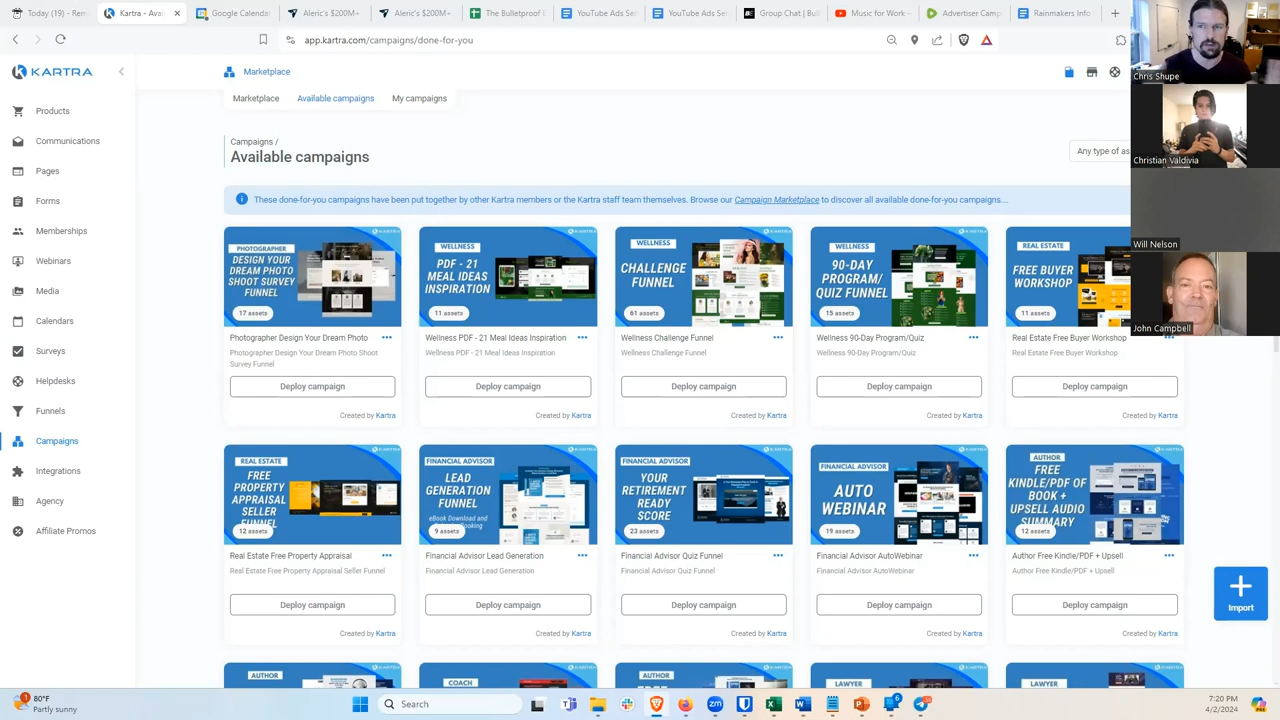 Today (19) - Rain
Kartra - Available
Google Calendar
Aleric's $200M+
Aleric's $200M+
The Bulletproof
YouTube Ads Se
YouTube Ads Se
Group Chat | Bul
Music for Work
Advertiser Camp
Rainmakers Info
app.kartra.com/campaigns/done-for-you
KARTRA
Products
Communications
Pages
Forms
Memberships
Webinars
Media
Calendars
Surveys
Helpdesks
Funnels
Campaigns
Integrations
Agency
Affiliate Promos
Marketplace
Marketplace
Available campaigns
My campaigns
Campaigns /
Available campaigns
Any type of as
These done-for-you campaigns have been put together by other Kartra members or the Kartra staff team themselves. Browse our Campaign Marketplace to discover all available done-for-you campaigns...
PHOTOGRAPHER
DESIGN YOUR
DREAM PHOTO
SHOOT SURVEY
FUNNEL
17 assets
Photographer Design Your Dream Photo
Photographer Design Your Dream Photo Shoot
Survey Funnel
Deploy campaign
Created by Kartra
WELLNESS
PDF - 21
MEAL IDEAS
INSPIRATION
11 assets
Wellness PDF - 21 Meal Ideas Inspiration
Wellness PDF - 21 Meal Ideas Inspiration
Deploy campaign
Created by Kartra
WELLNESS
CHALLENGE
FUNNEL
61 assets
Wellness Challenge Funnel
Wellness Challenge Funnel
Deploy campaign
Created by Kartra
WELLNESS
90-DAY
PROGRAM/
QUIZ FUNNEL
15 assets
Wellness 90-Day Program/Quiz
Wellness 90-Day Program/Quiz
Deploy campaign
Created by Kartra
REAL ESTATE
FREE BUYER
WORKSHOP
11 assets
Real Estate Free Buyer Workshop
Real Estate Free Buyer Workshop
Deploy campaign
Created by Kartra
REAL ESTATE
FREE
PROPERTY
APPRAISAL
SELLER
FUNNEL
12 assets
Real Estate Free Property Appraisal
Real Estate Free Property Appraisal Seller Funnel
Deploy campaign
Created by Kartra
FINANCIAL ADVISOR
LEAD
GENERATION
FUNNEL
eBook Download and
9 assets
Financial Advisor Lead Generation
Financial Advisor Lead Generation
Deploy campaign
Created by Kartra
FINANCIAL ADVISOR
YOUR
RETIREMENT
READY
SCORE
23 assets
Financial Advisor Quiz Funnel
Financial Advisor Quiz Funnel
Deploy campaign
Created by Kartra
FINANCIAL ADVISOR
AUTO
WEBINAR
19 assets
Financial Advisor AutoWebinar
Financial Advisor AutoWebinar
Deploy campaign
Created by Kartra
AUTHOR
FREE
KINDLE/PDF
OF BOOK +
UPSELL AUDIO
SUMMARY
12 assets
Author Free Kindle/PDF + Upsell
Author Free Kindle/PDF + Upsell
Deploy campaign
Created by Kartra
AUTHOR
COACH
AUTHOR
LAWYER
LAWYER
Import
Chris Shupe
Christian Valdivia
Will Nelson
John Campbell
1
80°F
Partly sunny
Search
6
7:20 PM
4/2/2024